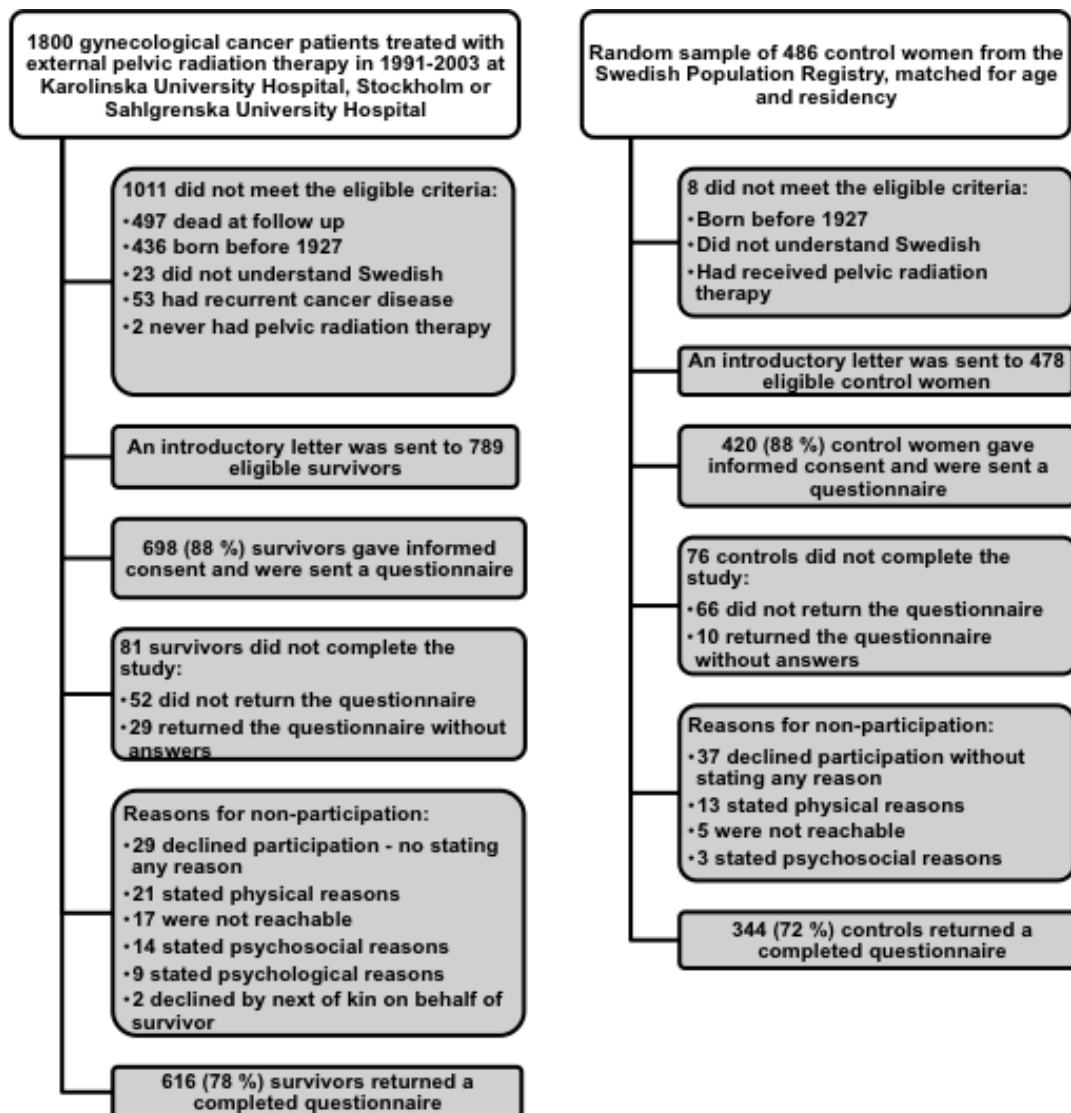 1800 gynecological cancer patients treated with
external pelvic radiation therapy in 1991-2003 at
Karolinska University Hospital, Stockholm or
Sahlgrenska University Hospital
1011 did not meet the eligible criteria:
•497 dead at follow up
•436 born before 1927
•23 did not understand Swedish
•53 had recurrent cancer disease
•2 never had pelvic radiation therapy
An introductory letter was sent to 789
eligible survivors
698 (88 %) survivors gave informed
consent and were sent a questionnaire
81 survivors did not complete the
study:
•52 did not return the questionnaire
•29 returned the questionnaire without
answers
Reasons for non-participation:
•29 declined participation - no stating
any reason
•21 stated physical reasons
•17 were not reachable
•14 stated psychosocial reasons
•9 stated psychological reasons
•2 declined by next of kin on behalf of
survivor
616 (78 %) survivors returned a
completed questionnaire
Random sample of 486 control women from the
Swedish Population Registry, matched for age
and residency
8 did not meet the eligible criteria:
•Born before 1927
•Did not understand Swedish
•Had received pelvic radiation
therapy
An introductory letter was sent to 478
eligible control women
420 (88 %) control women gave
informed consent and were sent a
questionnaire
76 controls did not complete the
study:
•66 did not return the questionnaire
•10 returned the questionnaire
without answers
Reasons for non-participation:
•37 declined participation without
stating any reason
•13 stated physical reasons
•5 were not reachable
•3 stated psychosocial reasons
344 (72 %) controls returned a
completed questionnaire